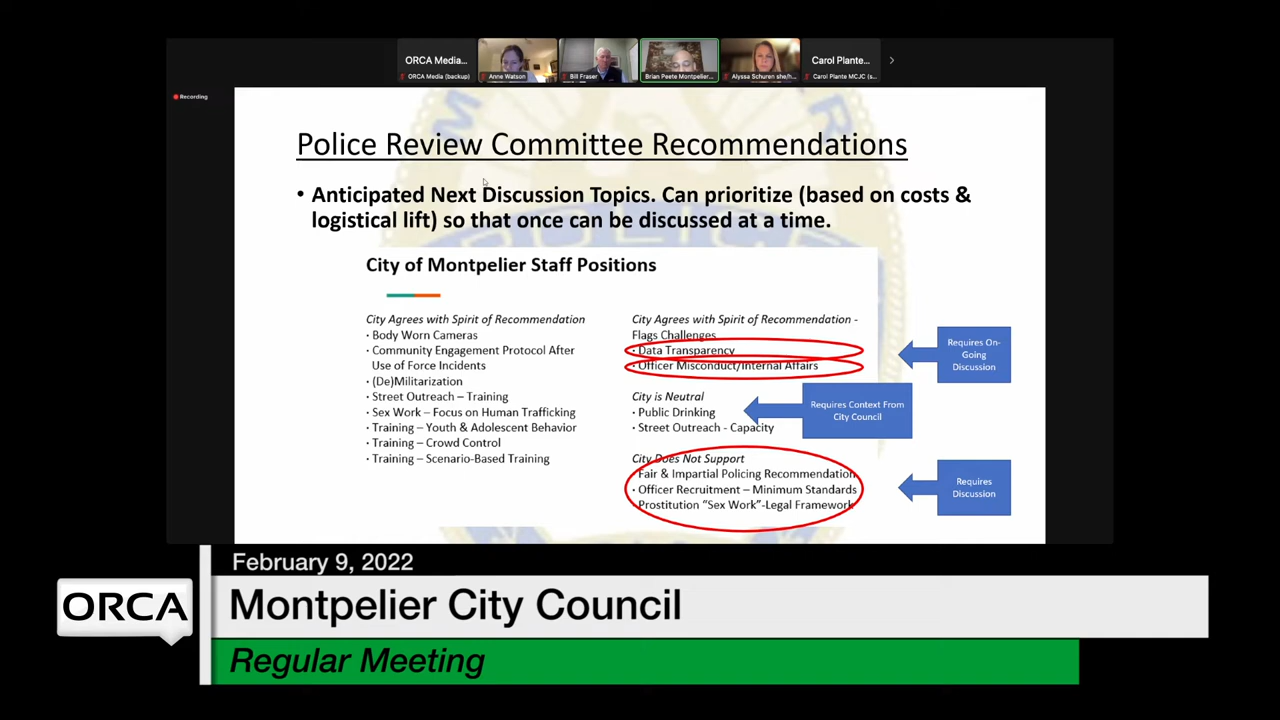 ORCA Media...
Carol Plante...
ORCA Media (backup)
Anne Watson
Bill Fraser
Brian Peete Montpelier...
Alyssa Schuren she/h...
Carol Plante MCJC (s...
Recording
Police Review Committee Recommendations
• Anticipated Next Discussion Topics. Can prioritize (based on costs &
logistical lift) so that once can be discussed at a time.
City of Montpelier Staff Positions
City Agrees with Spirit of Recommendation
· Body Worn Cameras
· Community Engagement Protocol After
Use of Force Incidents
· (De)Militarization
· Street Outreach – Training
· Sex Work – Focus on Human Trafficking
· Training – Youth & Adolescent Behavior
· Training – Crowd Control
· Training – Scenario-Based Training
City Agrees with Spirit of Recommendation -
Flags Challenges
· Data Transparency
· Officer Misconduct/Internal Affairs
City is Neutral
· Public Drinking
· Street Outreach - Capacity
City Does Not Support
· Fair & Impartial Policing Recommendation
· Officer Recruitment – Minimum Standards
· Prostitution “Sex Work”-Legal Framework
Requires On-
Going
Discussion
Requires Context From
City Council
Requires
Discussion
February 9, 2022
ORCA
Montpelier City Council
Regular Meeting